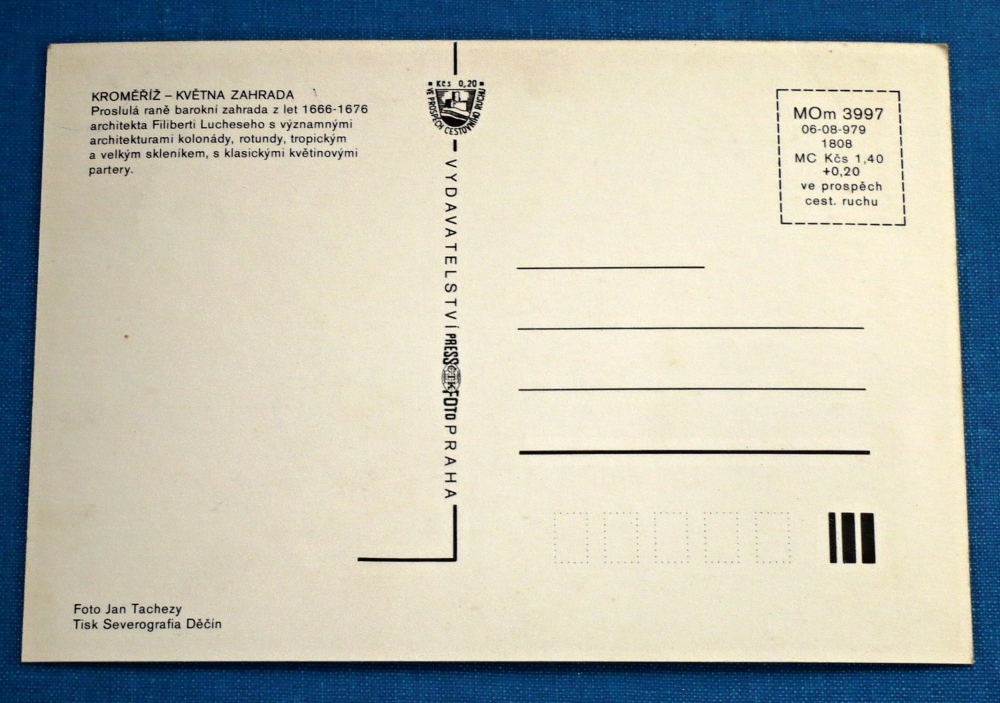 KROMĚŘÍŽ – KVĚTNA ZAHRADA
Proslulá raně barokní zahrada z let 1666-1676
architekta Filiberti Lucheseho s významnými
architekturami kolonády, rotundy, tropickým
a velkým skleníkem, s klasickými květinovými
partery.
Kčs 0,20
VE PROSPĚCH CESTOVNÍHO RUCHU
VYDAVATELSTVÍ PRESSFOTO PRAHA
ČTK
MOm 3997
06-08-979
1808
MC Kčs 1,40
+0,20
ve prospěch
cest. ruchu
Foto Jan Tachezy
Tisk Severografia Děčín